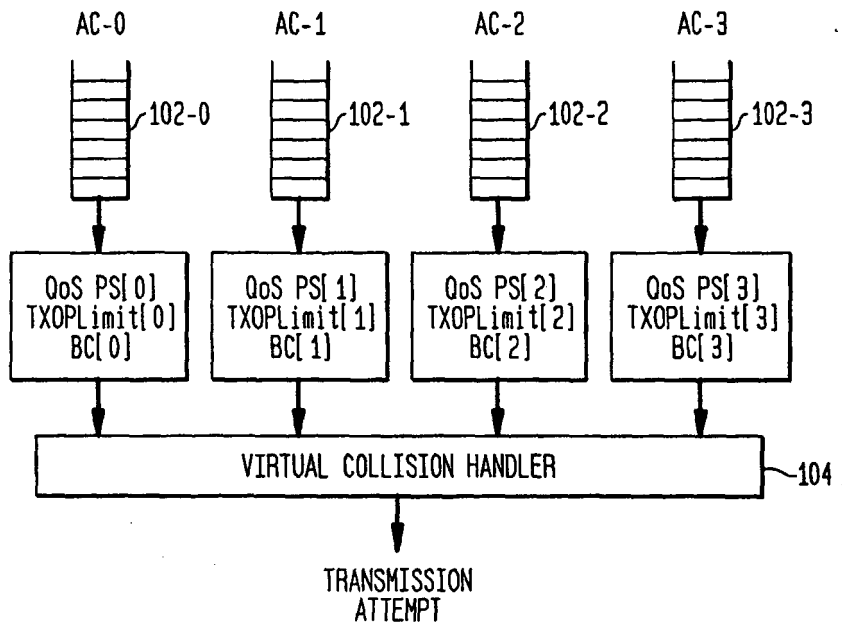 AC-0 AC-1 AC-2 AC-3
102-0 102-1 102-2 102-3
QoS PS[0] QoS PS[1] QoS PS[2] QoS PS[3]
TXOPLimit[0] TXOPLimit[1] TXOPLimit[2] TXOPLimit[3]
BC[0] BC[1] BC[2] BC[3]
VIRTUAL COLLISION HANDLER 104
TRANSMISSION
ATTEMPT